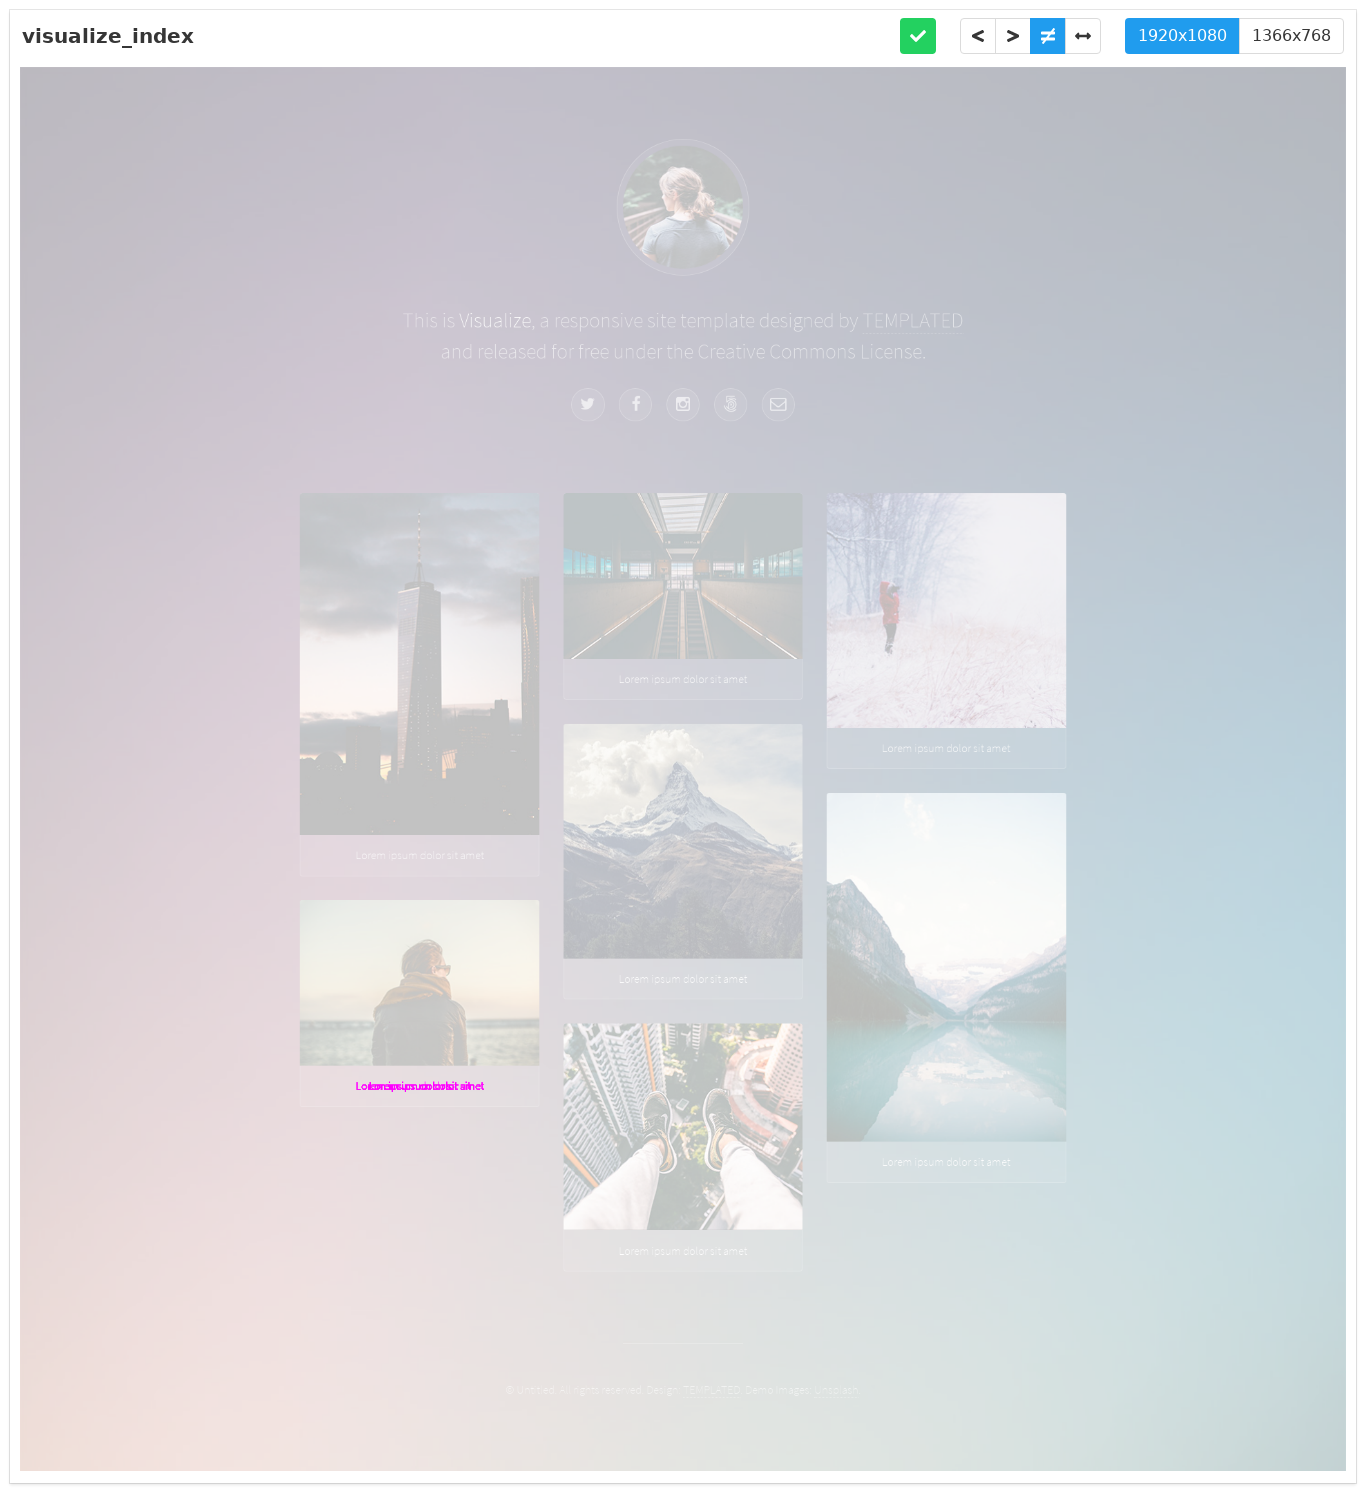 visualize_index
1920x1080
1366x768
This is Visualize, a responsive site template designed by TEMPLATED
and released for free under the Creative Commons License.
Lorem ipsum dolor sit amet
Lorem ipsum dolor sit amet
Lorem ipsum dolor sit amet
Lorem ipsum dolor sit amet
Lorem ipsum dolor sit amet
Lorem ipsum dolor sit amet
Lorem ipsum dolor sit amet
© Untitled. All rights reserved. Design: TEMPLATED. Demo Images: Unsplash.